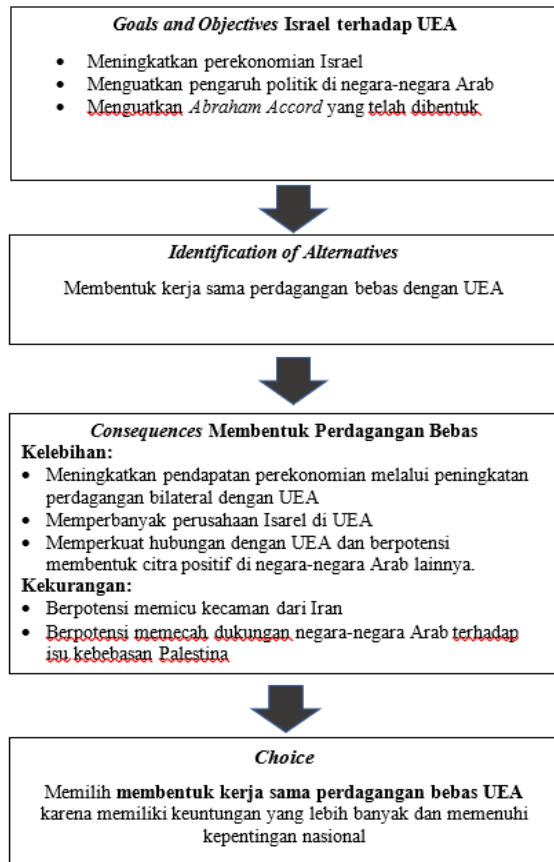 Goals and Objectives Israel terhadap UEA
• Meningkatkan perekonomian Israel
• Menguatkan pengaruh politik di negara-negara Arab
• Menguatkan Abraham Accord yang telah dibentuk
Identification of Alternatives
Membentuk kerja sama perdagangan bebas dengan UEA
Consequences Membentuk Perdagangan Bebas
Kelebihan:
• Meningkatkan pendapatan perekonomian melalui peningkatan
perdagangan bilateral dengan UEA
• Memperbanyak perusahaan Isarel di UEA
• Memperkuat hubungan dengan UEA dan berpotensi
membentuk citra positif di negara-negara Arab lainnya.
Kekurangan:
• Berpotensi memicu kecaman dari Iran
• Berpotensi memecah dukungan negara-negara Arab terhadap
isu kebebasan Palestina
Choice
Memilih membentuk kerja sama perdagangan bebas UEA
karena memiliki keuntungan yang lebih banyak dan memenuhi
kepentingan nasional